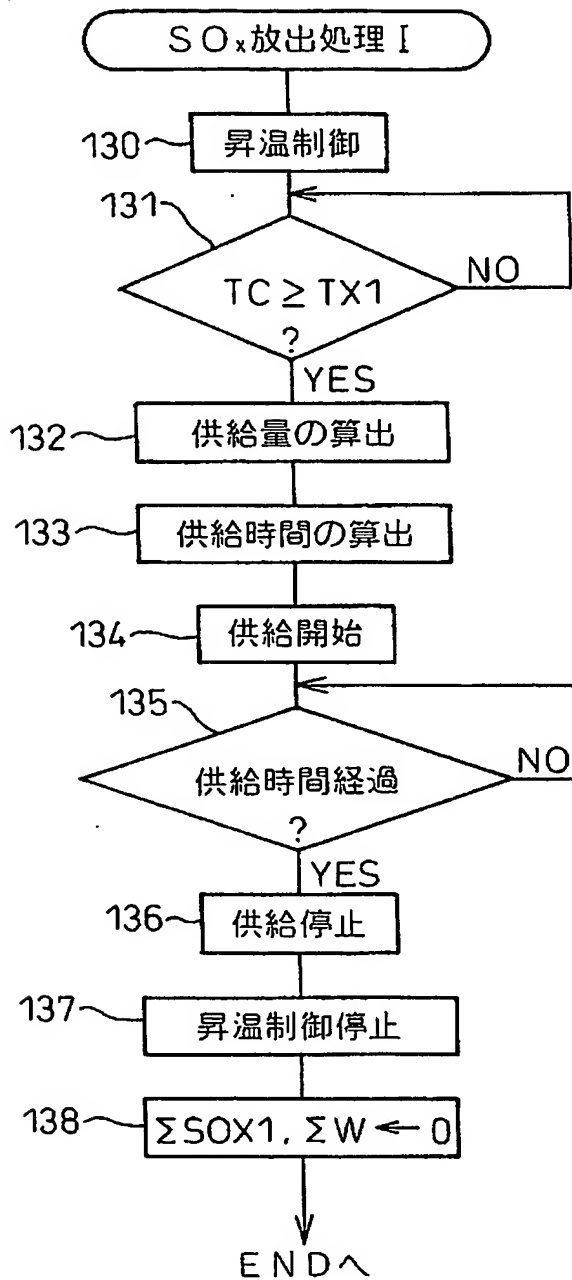 SOx放出処理 I
130
昇温制御
131
TC ≥ TX1
?
NO
YES
132
供給量の算出
133
供給時間の算出
134
供給開始
135
供給時間経過
?
NO
YES
136
供給停止
137
昇温制御停止
138
ΣSOX1, ΣW ← 0
ENDへ